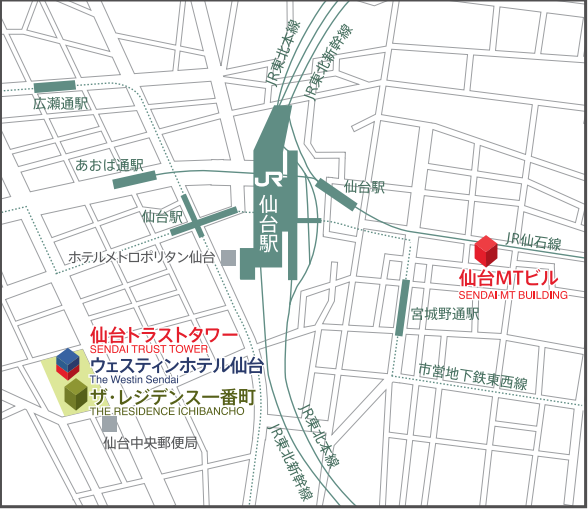 JR東北本線
JR東北新幹線
広瀬通駅
あおば通駅
仙台駅
仙台駅
JR
仙台駅
ホテルメトロポリタン仙台
JR仙石線
仙台MTビル
SENDAI MT BUILDING
宮城野通駅
仙台トラストタワー
SENDAI TRUST TOWER
ウェスティンホテル仙台
The Westin Sendai
ザ・レジデンス一番町
THE RESIDENCE ICHIBANCHO
市営地下鉄東西線
仙台中央郵便局
JR東北本線
JR東北新幹線